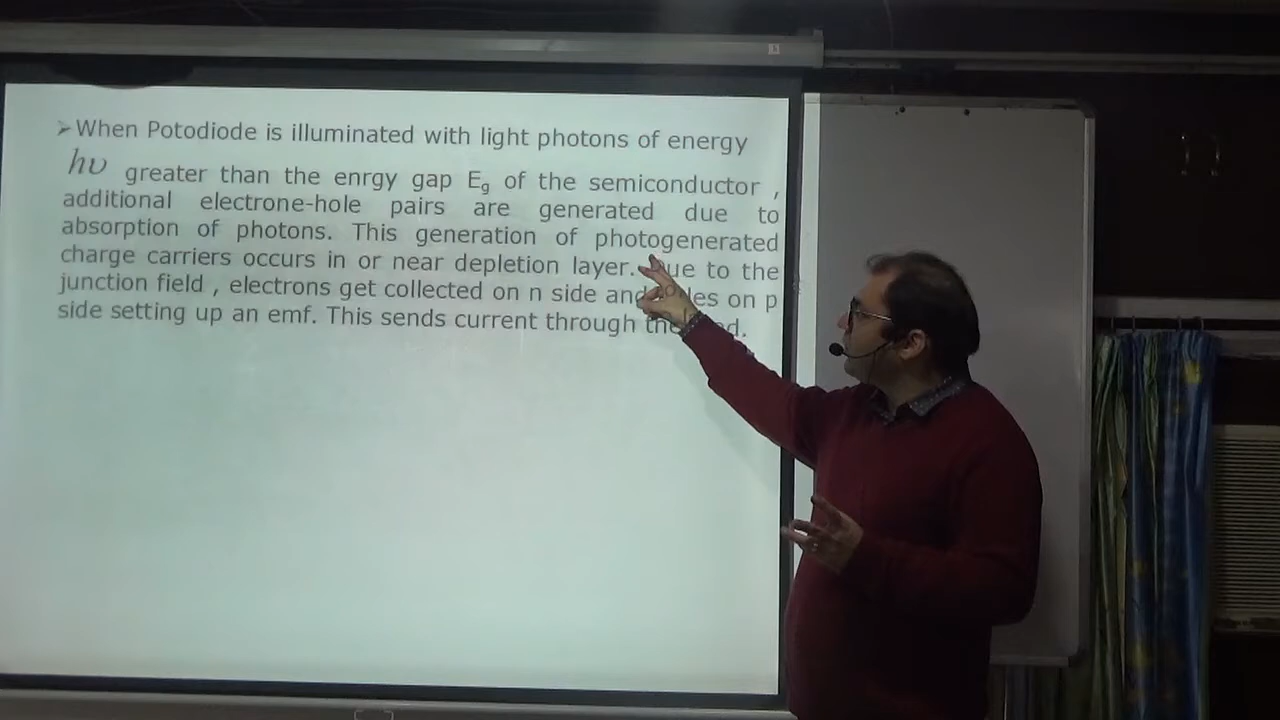 ➢When Potodiode is illuminated with light photons of energy
hυ greater than the enrgy gap Eg of the semiconductor ,
additional electrone-hole pairs are generated due to
absorption of photons. This generation of photogenerated
charge carriers occurs in or near depletion layer. Due to the
junction field , electrons get collected on n side and holes on p
side setting up an emf. This sends current through the